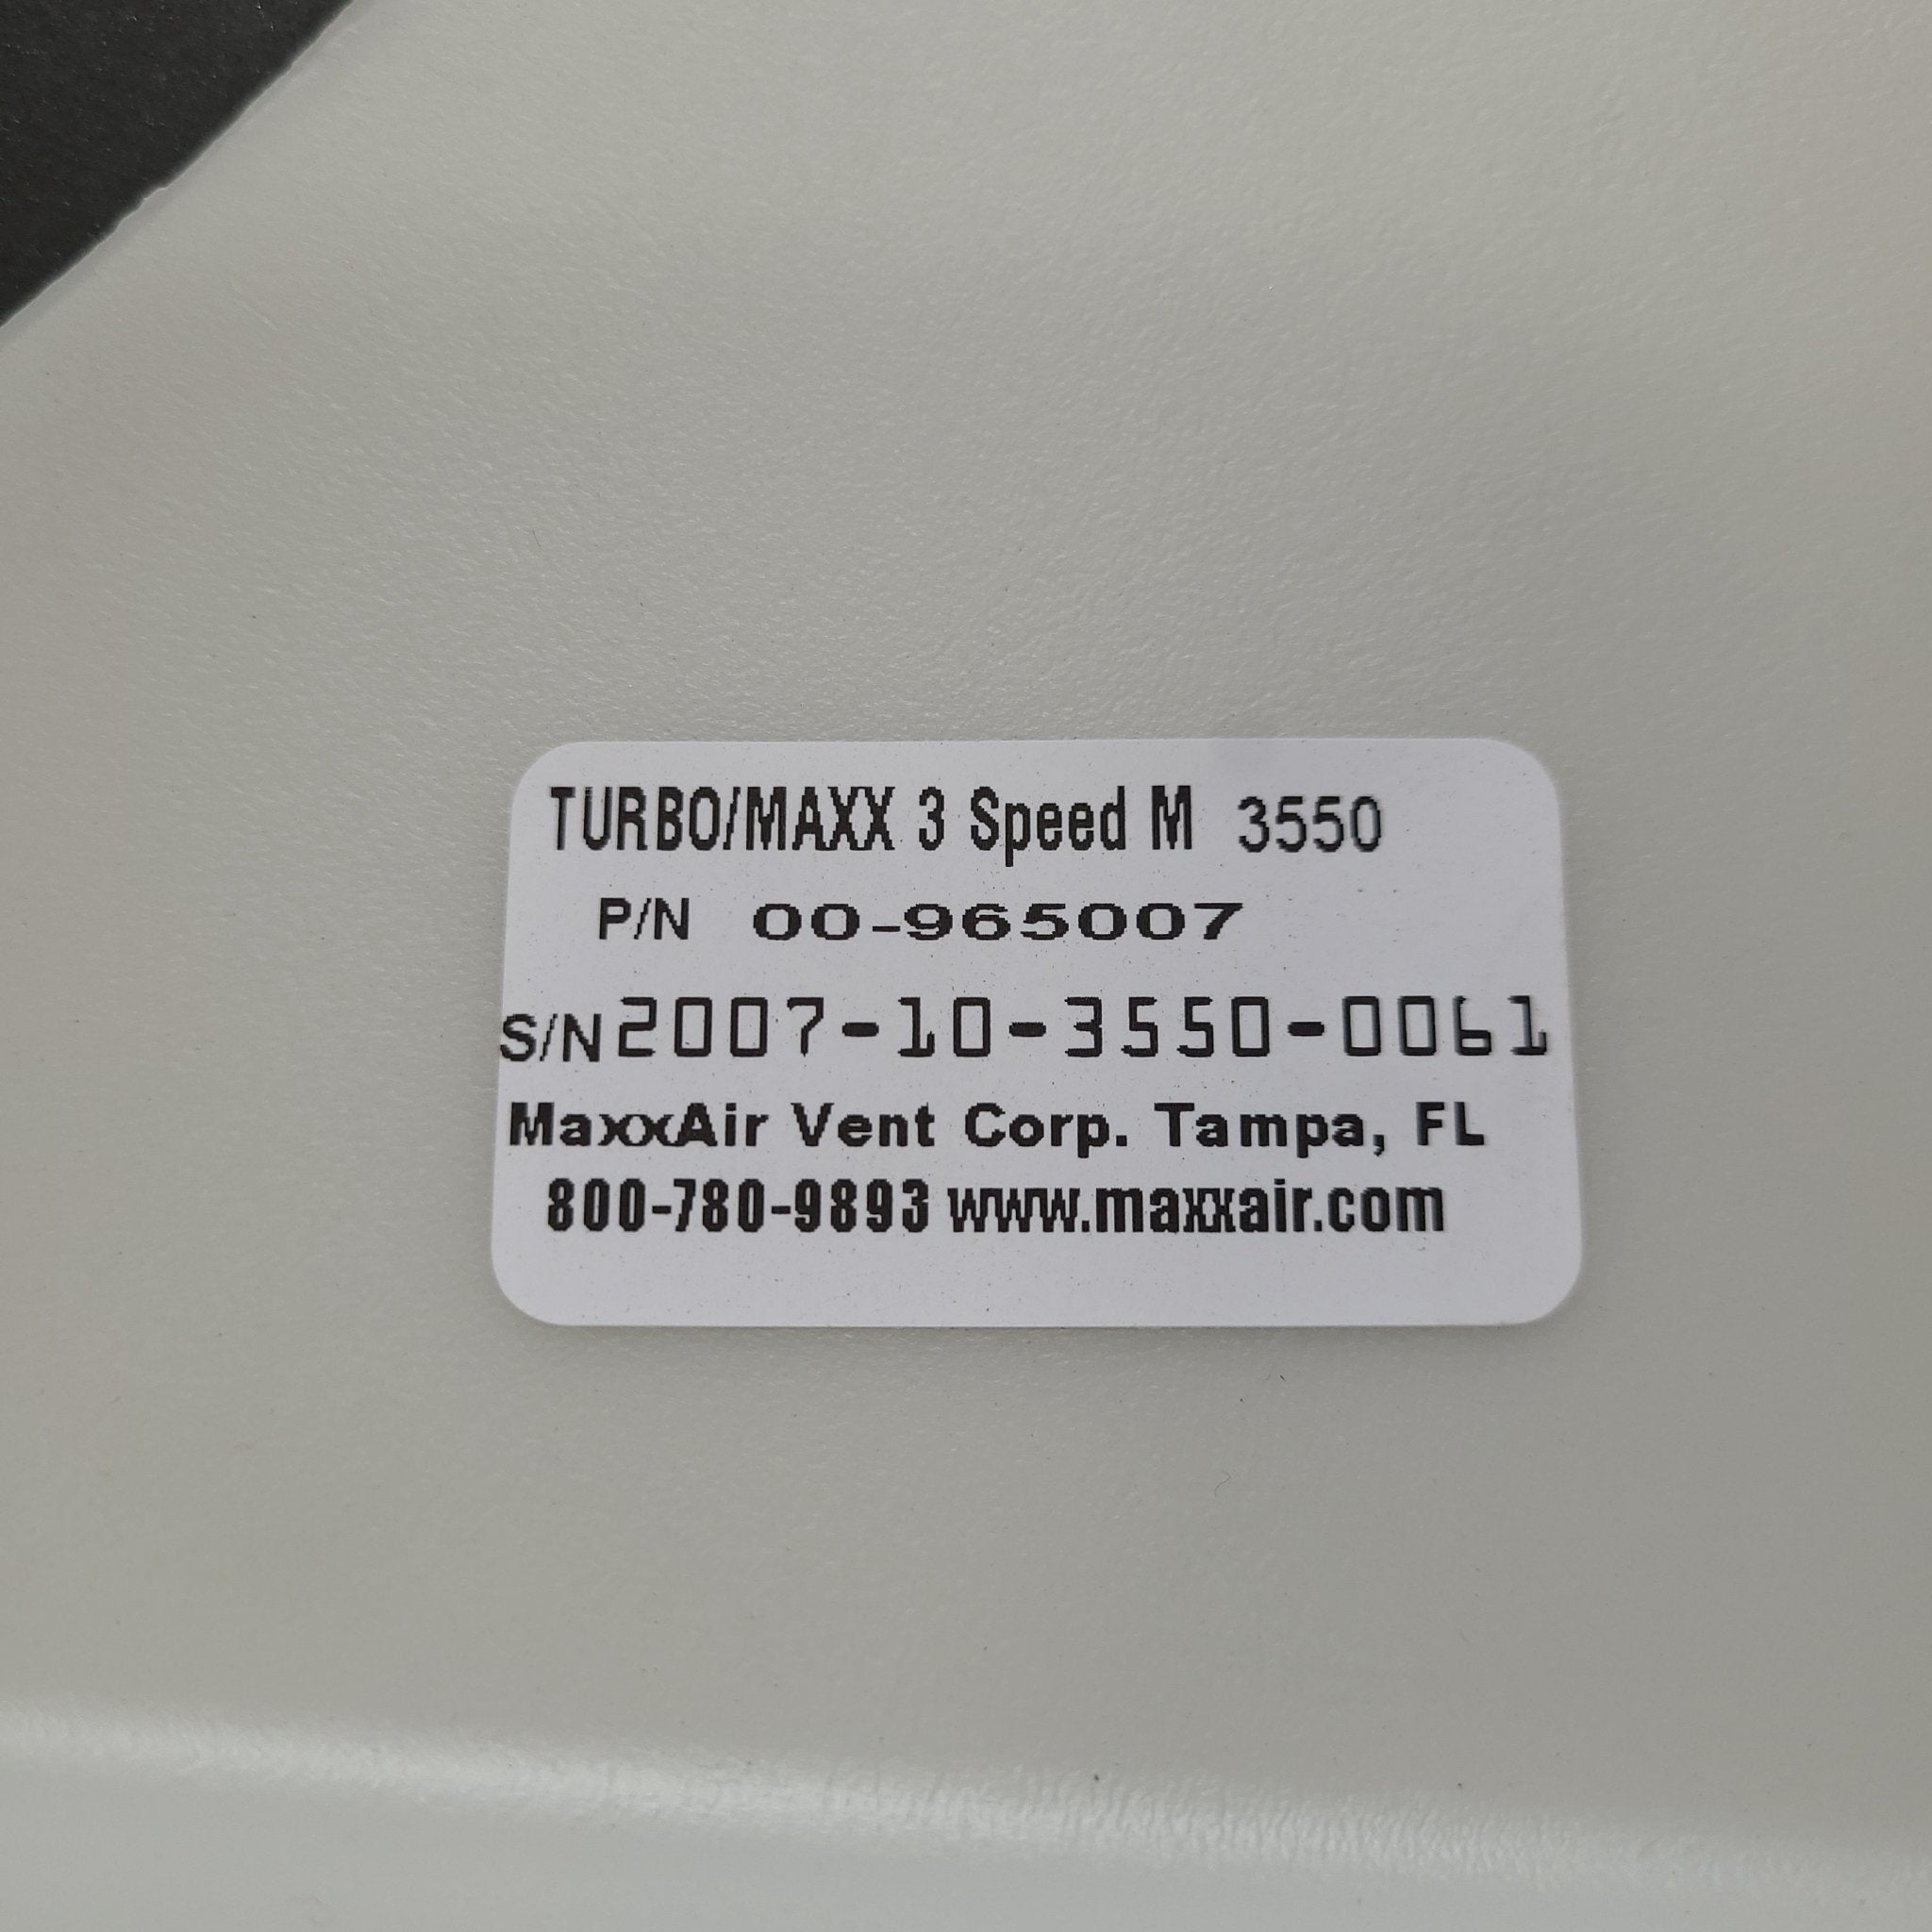 TURBO/MAXX 3 Speed M 3550
P/N 00-965007
S/N 2007-10-3550-0061
MaxxAir Vent Corp. Tampa, FL
800-780-9893 www.maxxair.com